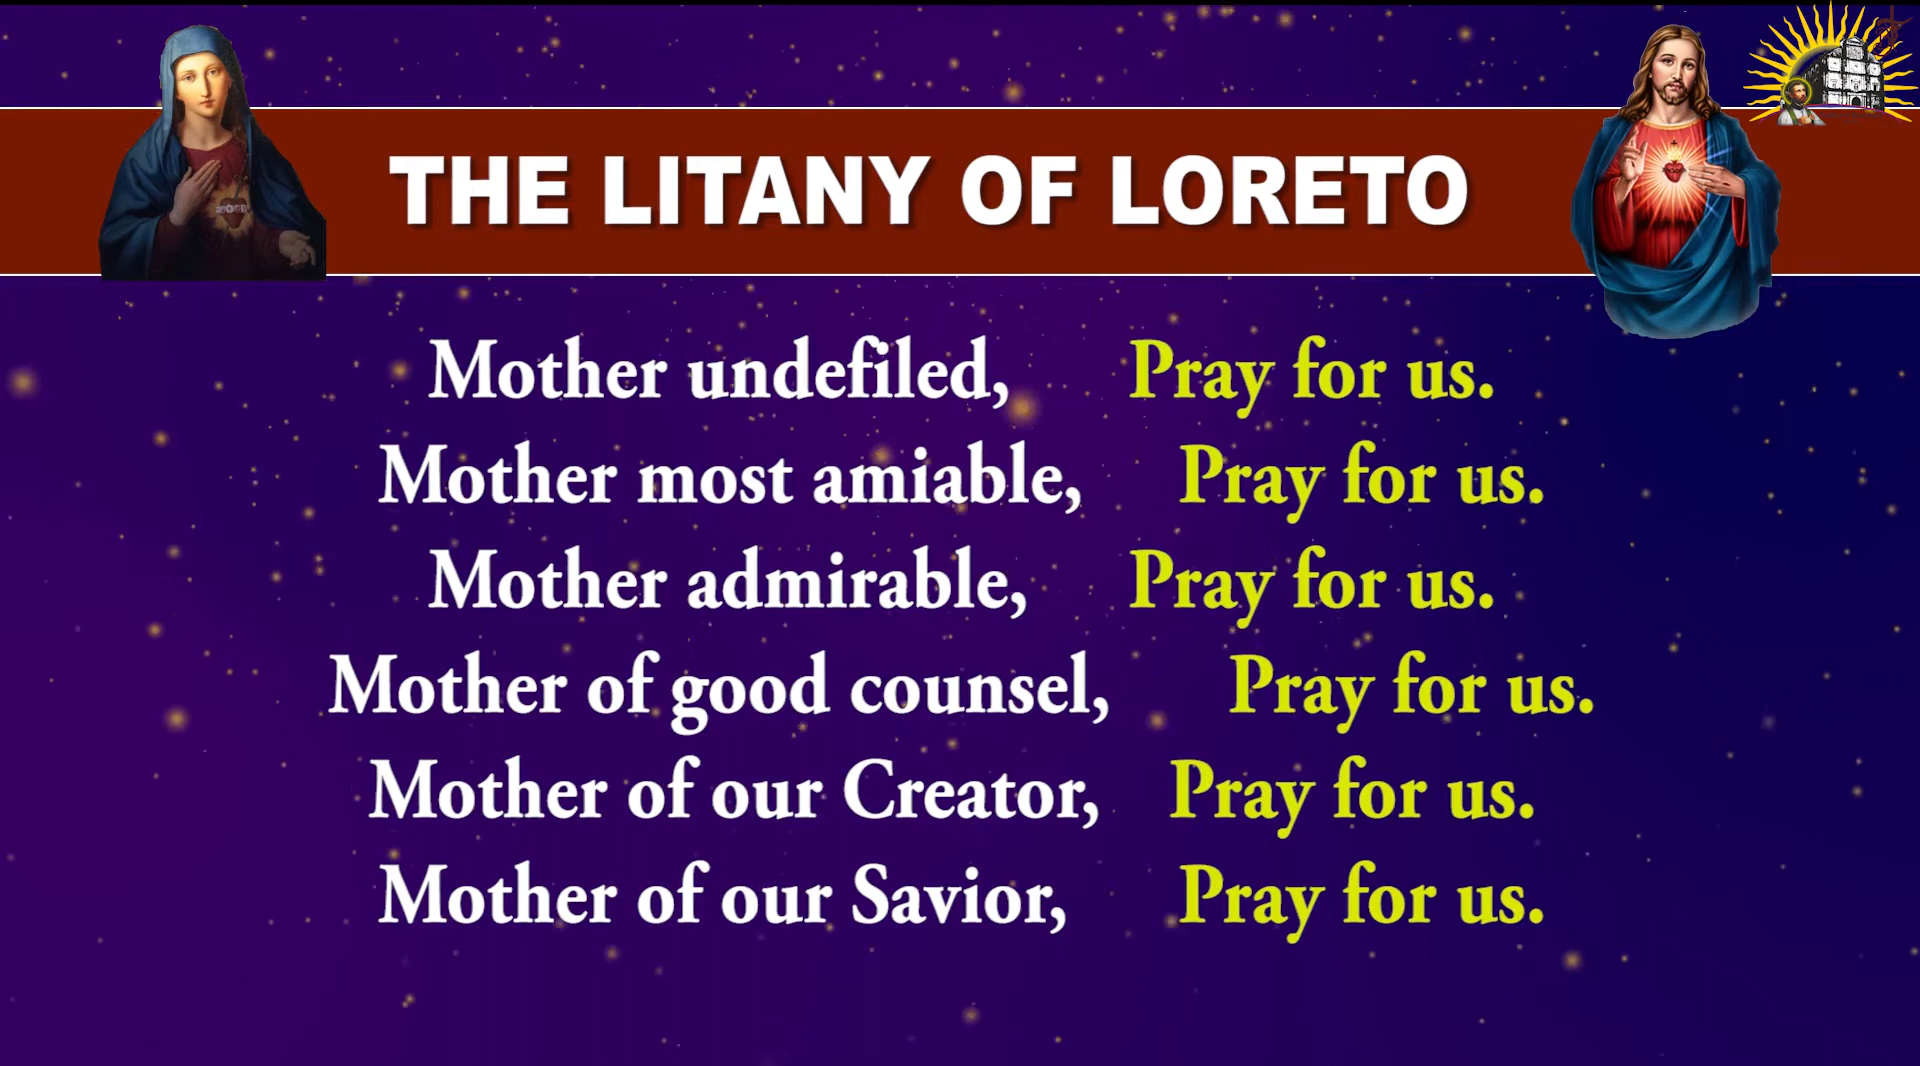 THE LITANY OF LORETO
Mother undefiled, Pray for us.
Mother most amiable, Pray for us.
Mother admirable, Pray for us.
Mother of good counsel, Pray for us.
Mother of our Creator, Pray for us.
Mother of our Savior, Pray for us.